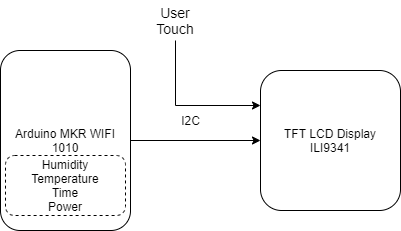 User
Touch
I2C
Arduino MKR WIFI
1010
Humidity
Temperature
Time
Power
TFT LCD Display
ILI9341